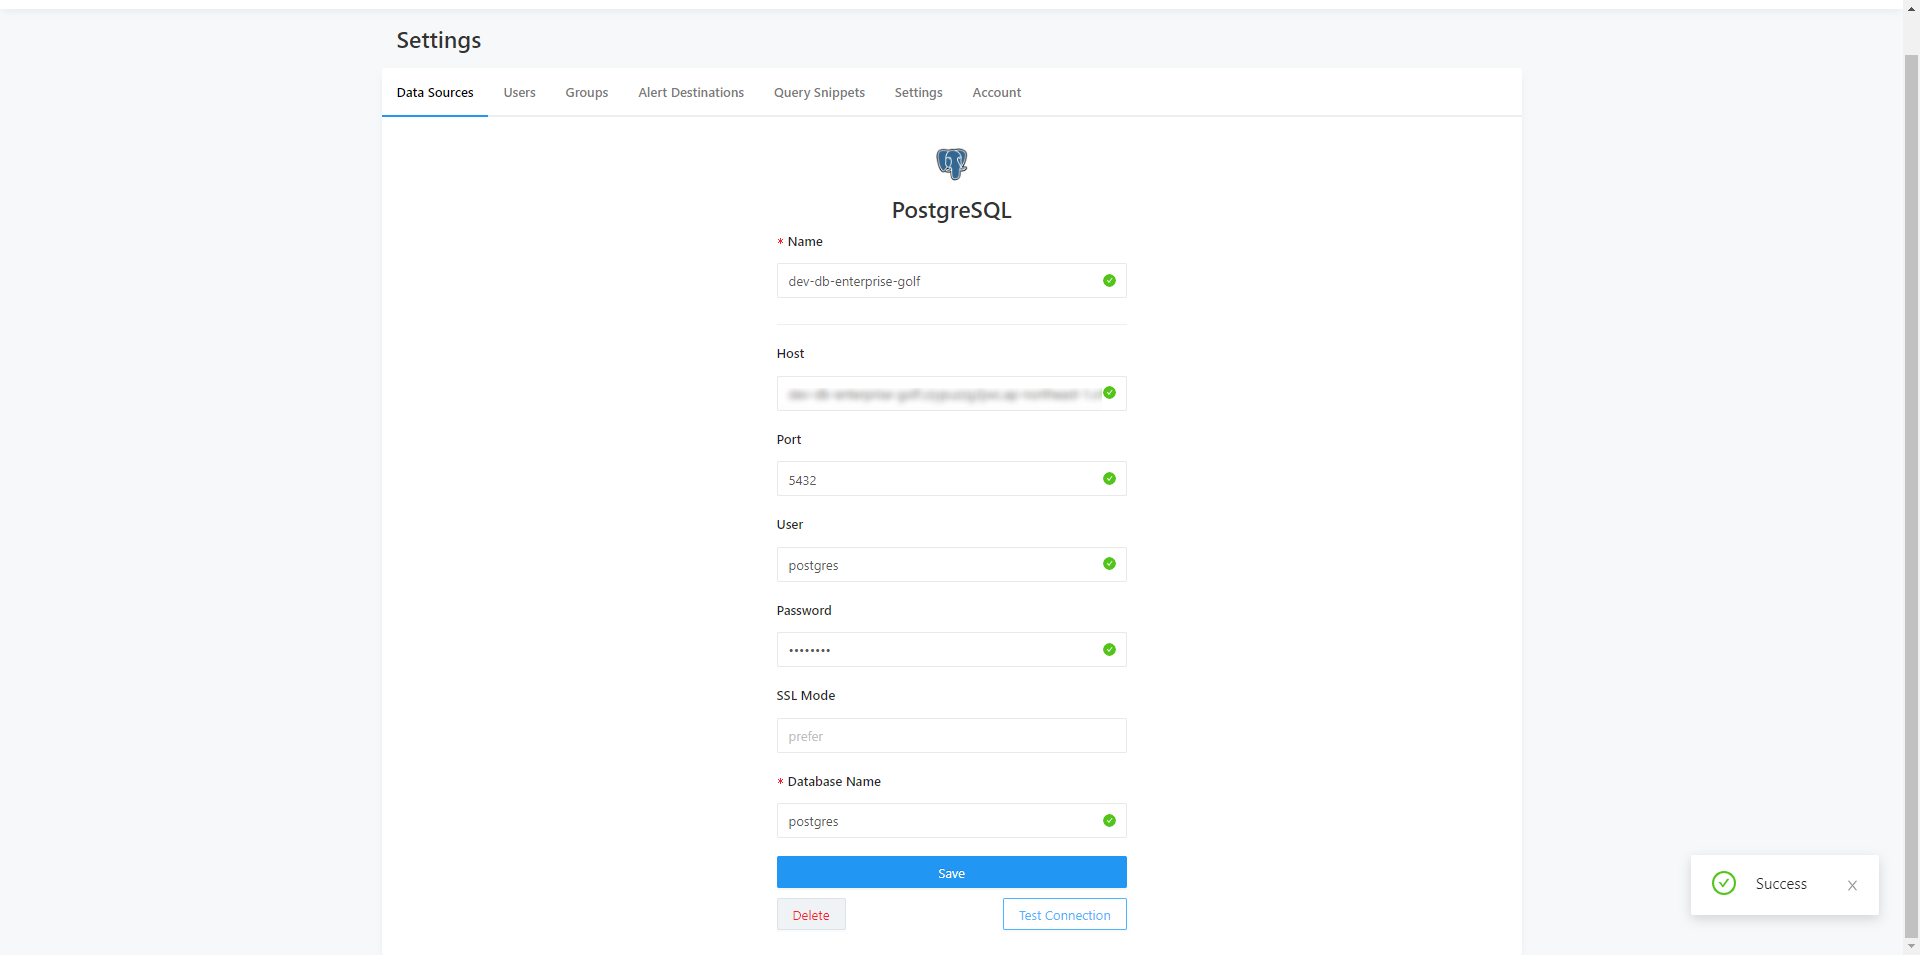 Settings
Data Sources Users Groups Alert Destinations Query Snippets Settings Account
PostgreSQL
* Name
dev-db-enterprise-golf
Host
Port
5432
User
postgres
Password
••••••••
SSL Mode
prefer
* Database Name
postgres
Save
Delete Test Connection
Success